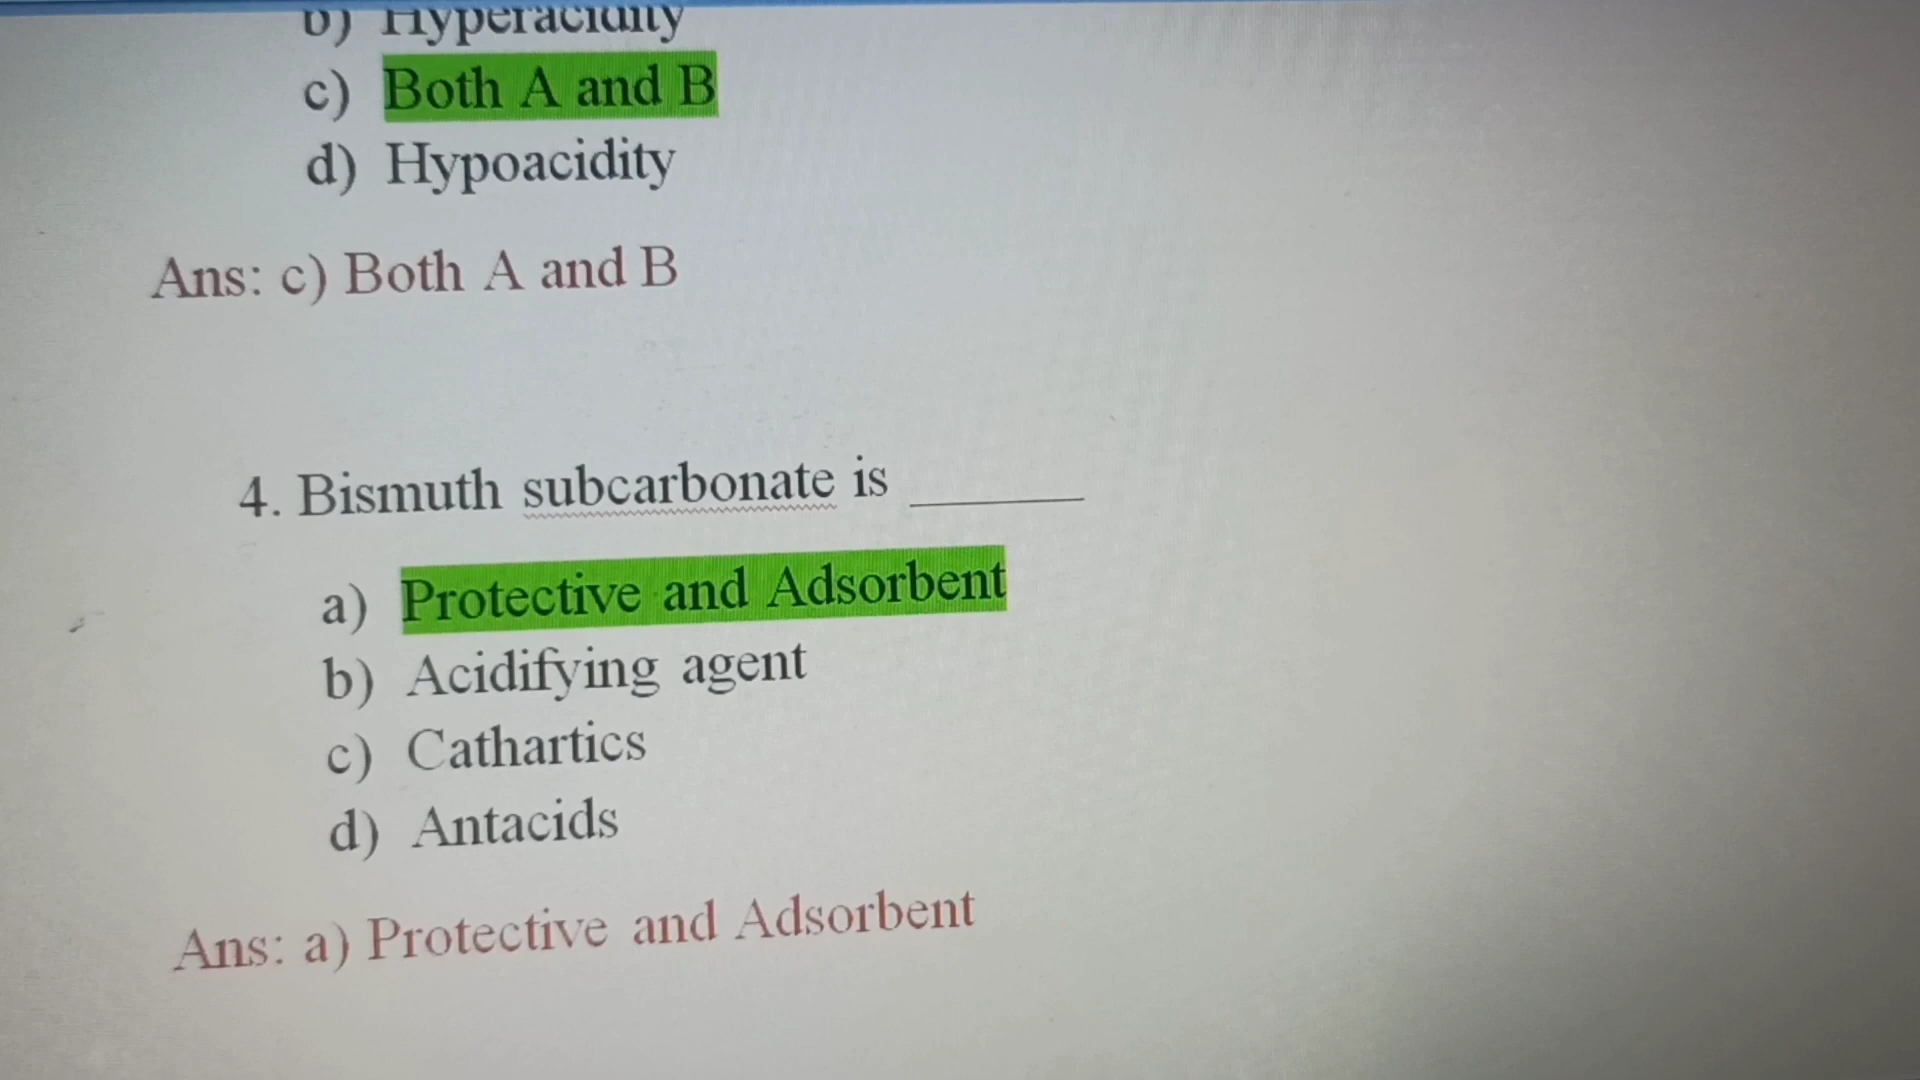 b) Hyperacidity
c) Both A and B
d) Hypoacidity
Ans: c) Both A and B
4. Bismuth subcarbonate is ______
a) Protective and Adsorbent
b) Acidifying agent
c) Cathartics
d) Antacids
Ans: a) Protective and Adsorbent